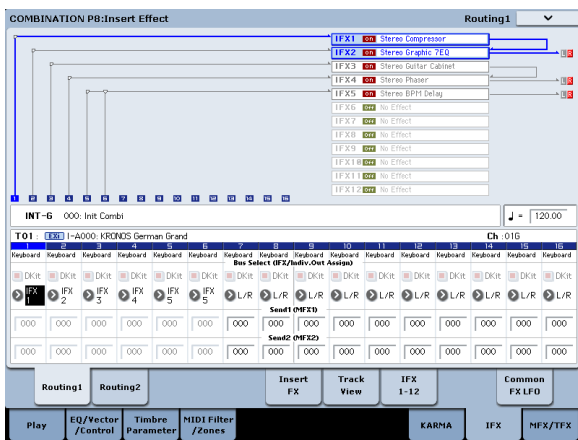 COMBINATION P8:Insert Effect Routing1
IFX1 on Stereo Compressor
IFX2 on Stereo Graphic 7EQ L R
IFX3 on Stereo Guitar Cabinet
IFX4 on Stereo Phaser L R
IFX5 on Stereo BPM Delay L R
IFX6 Off No Effect
IFX7 Off No Effect
IFX8 Off No Effect
IFX9 Off No Effect
IFX10 Off No Effect
IFX11 Off No Effect
IFX12 Off No Effect
1 2 3 4 5 6 7 8 9 10 11 12 13 14 15 16
INT-G 000: Init Combi ♩ = 120.00
T01 : EXi I-A000: KRONOS German Grand Ch :01G
1 2 3 4 5 6 7 8 9 10 11 12 13 14 15 16
Keyboard Keyboard Keyboard Keyboard Keyboard Keyboard Keyboard Keyboard Keyboard Keyboard Keyboard Keyboard Keyboard Keyboard Keyboard Keyboard
Bus Select (IFX/Indiv.Out Assign)
DKit DKit DKit DKit DKit DKit DKit DKit DKit DKit DKit DKit DKit DKit DKit DKit
IFX 1 IFX 2 IFX 3 IFX 4 IFX 5 IFX 5 L/R L/R L/R L/R L/R L/R L/R L/R L/R L/R
Send1 (MFX1)
000 000 000 000 000 000 000 000 000 000 000 000 000 000 000 000
Send2 (MFX2)
000 000 000 000 000 000 000 000 000 000 000 000 000 000 000 000
Routing1 Routing2 Insert FX Track View IFX 1-12 Common FX LFO
Play EQ/Vector /Control Timbre Parameter MIDI Filter /Zones KARMA IFX MFX/TFX